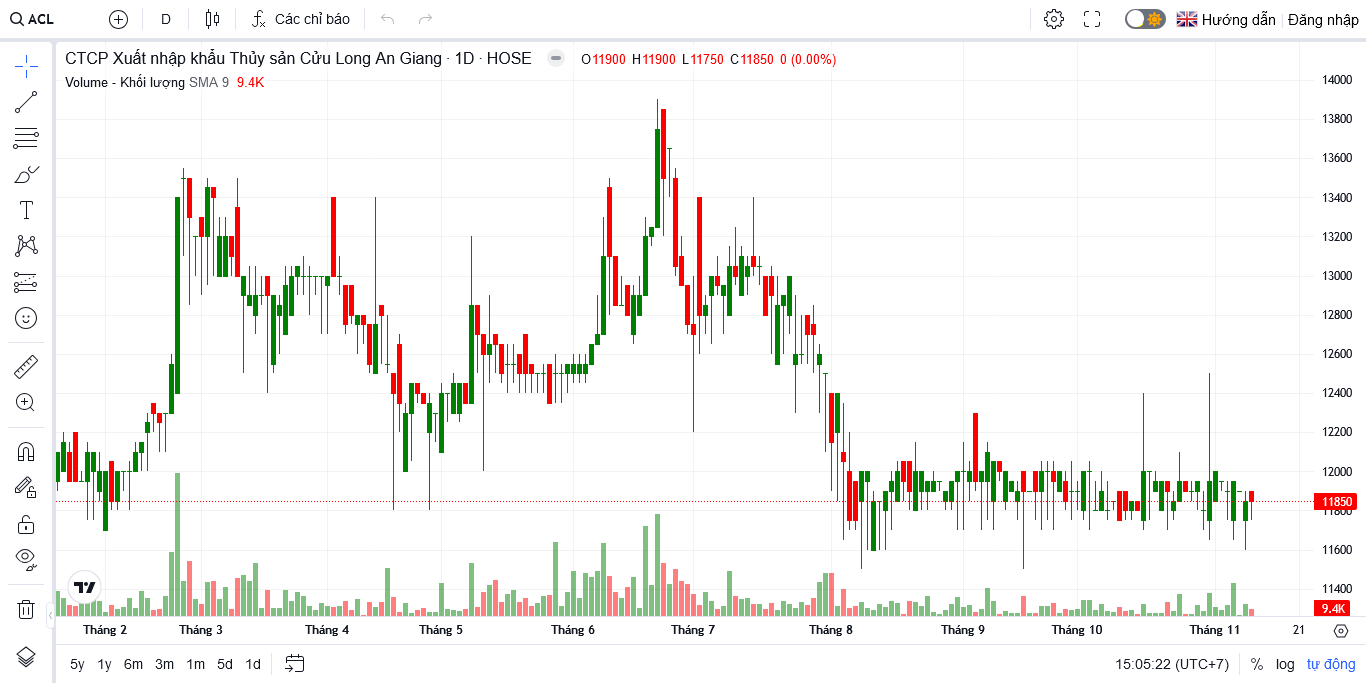 ACL D Các chỉ báo Hướng dẫn Đăng nhập
CTCP Xuất nhập khẩu Thủy sản Cửu Long An Giang · 1D · HOSE O11900 H11900 L11750 C11850 0 (0.00%)
Volume - Khối lượng SMA 9 9.4K
14000
13800
13600
13400
13200
13000
12800
12600
12400
12200
12000
11850
11800
11600
11400
9.4K
Tháng 2 Tháng 3 Tháng 4 Tháng 5 Tháng 6 Tháng 7 Tháng 8 Tháng 9 Tháng 10 Tháng 11 21
5y 1y 6m 3m 1m 5d 1d 15:05:22 (UTC+7) % log tự động